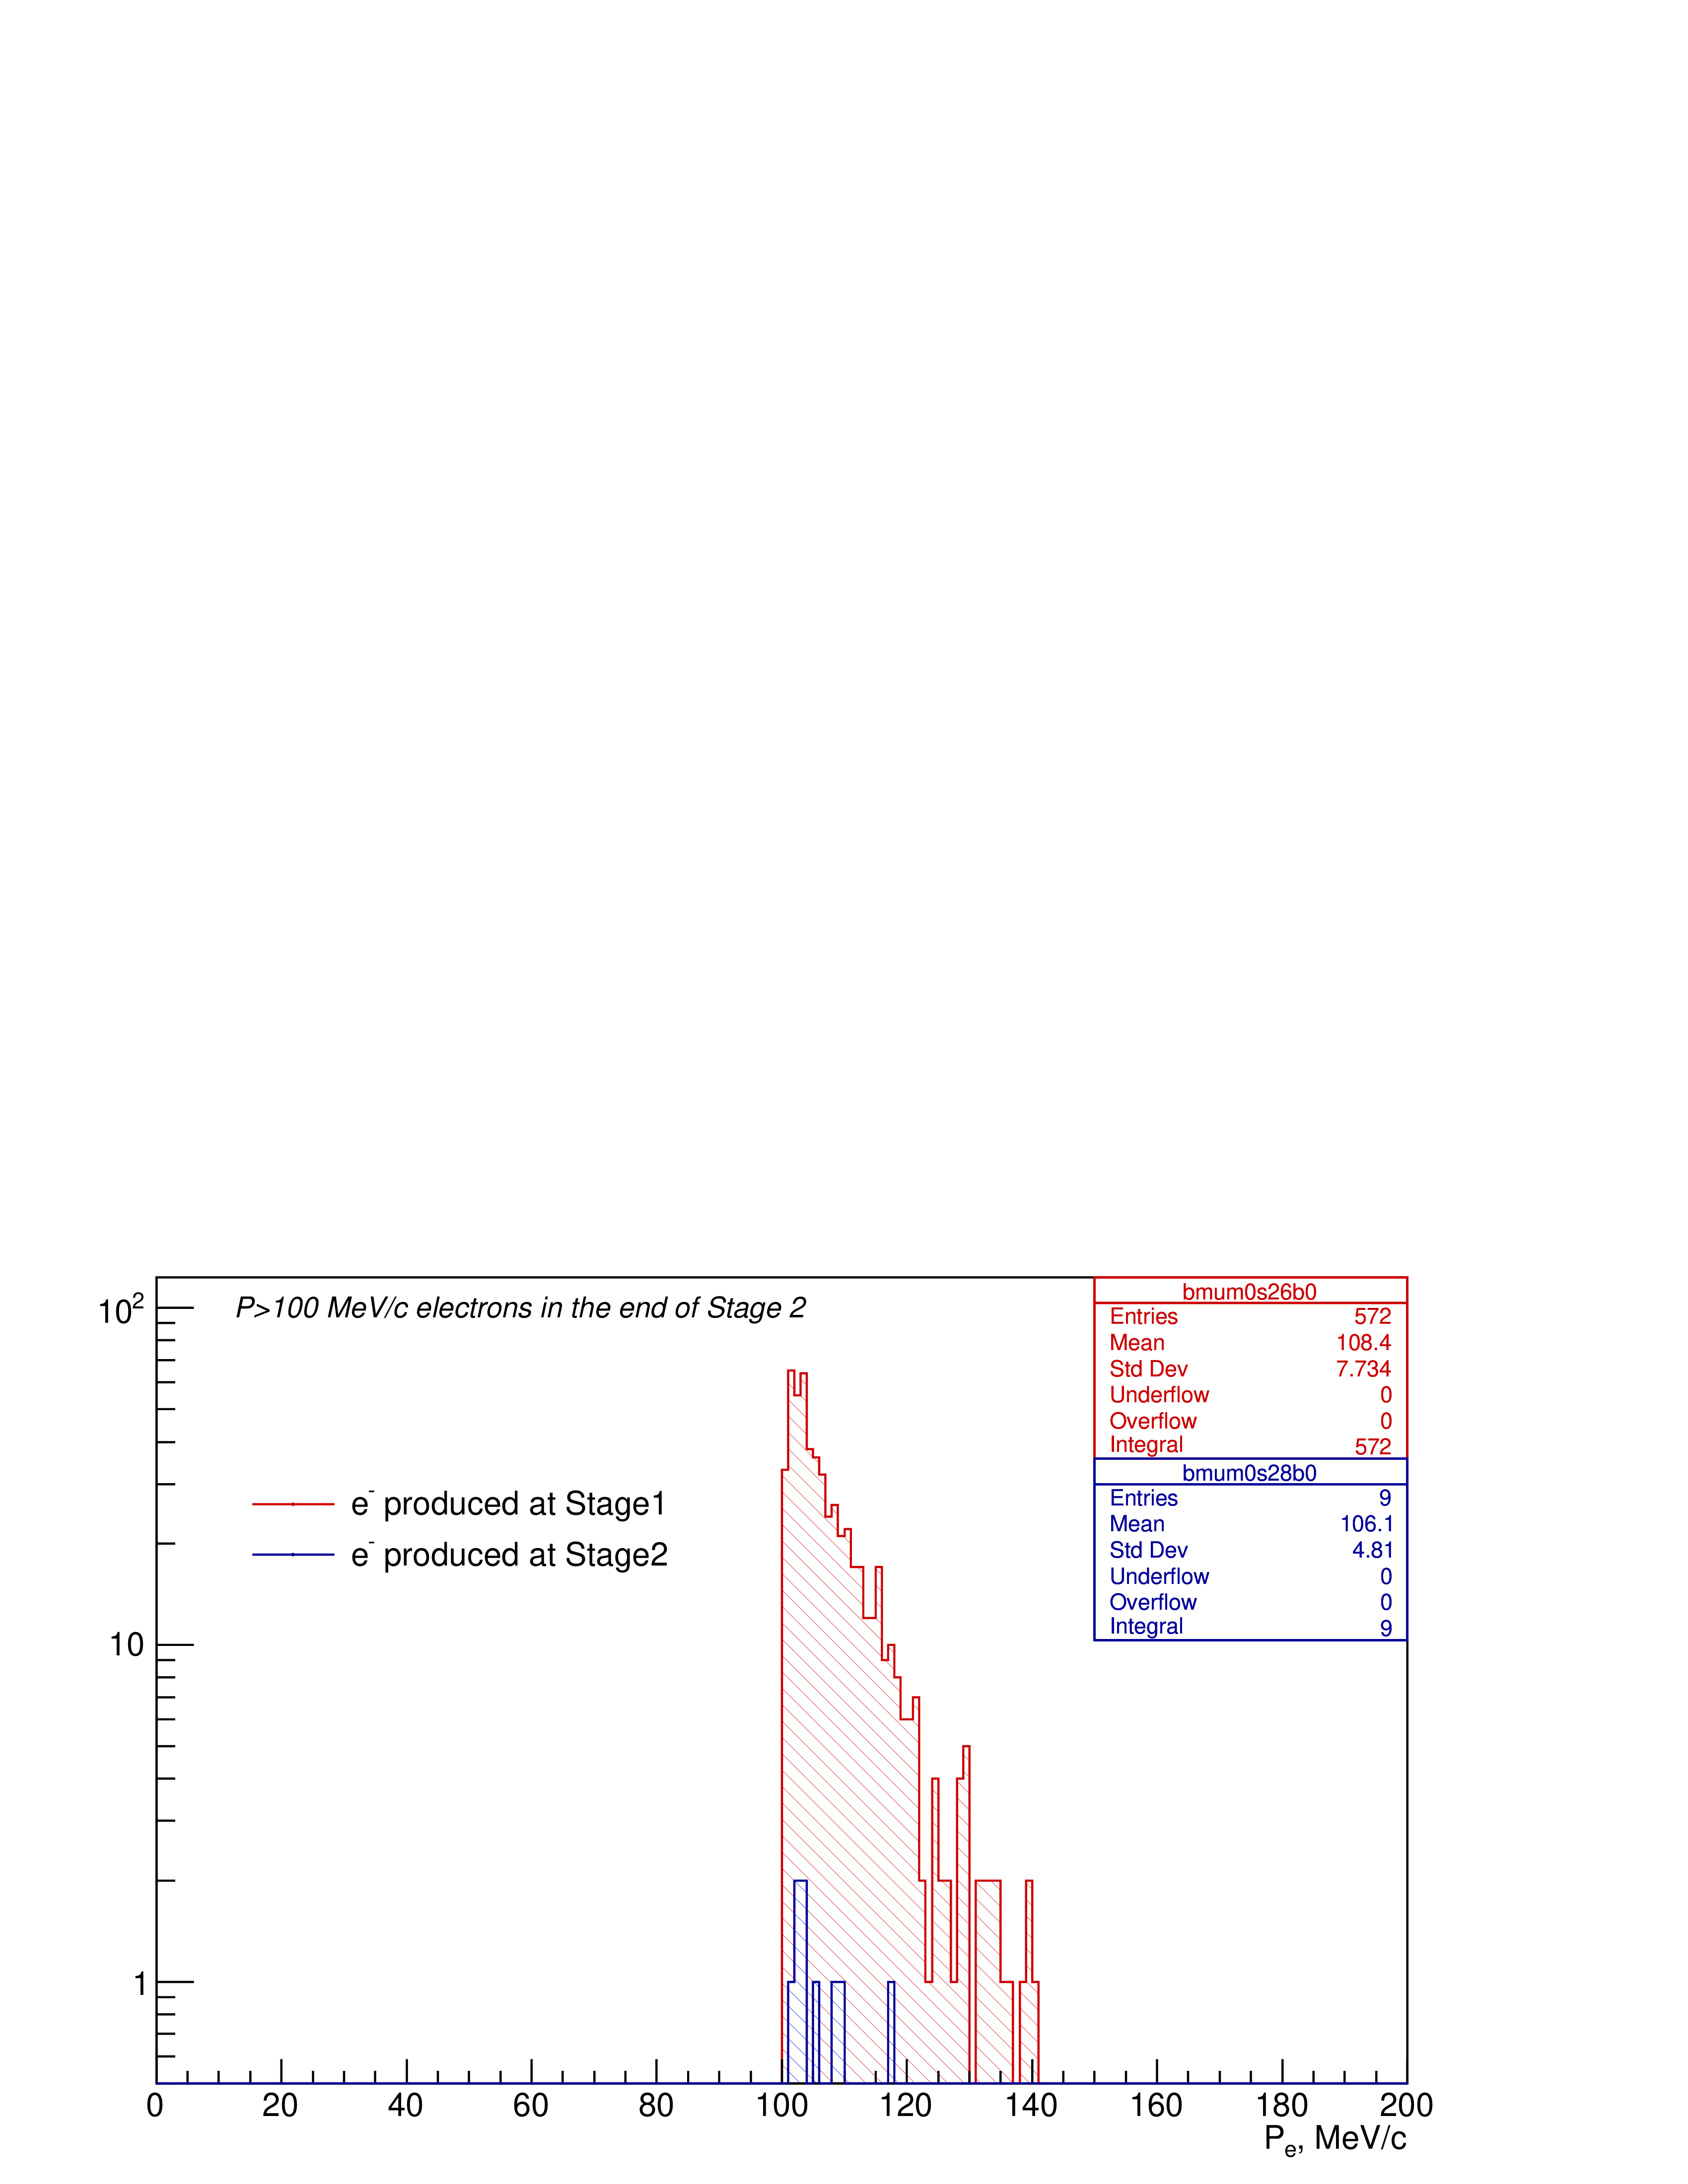 P>100 MeV/c electrons in the end of Stage 2
bmum0s26b0
Entries 572
Mean 108.4
Std Dev 7.734
Underflow 0
Overflow 0
Integral 572
bmum0s28b0
Entries 9
Mean 106.1
Std Dev 4.81
Underflow 0
Overflow 0
Integral 9
e⁻ produced at Stage1
e⁻ produced at Stage2
10²
10
1
0 20 40 60 80 100 120 140 160 180 200
Pₑ, MeV/c